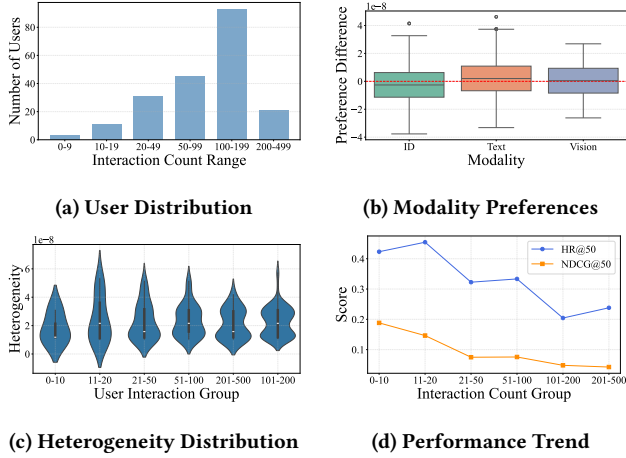 80
60
40
20
0
Number of Users
0-9 10-19 20-49 50-99 100-199 200-499
Interaction Count Range
(a) User Distribution
1e−8
4
2
0
−2
−4
Preference Difference
ID Text Vision
Modality
(b) Modality Preferences
1e−8
6
4
2
0
Heterogeneity
0-10 11-20 21-50 51-100 201-500 101-200
User Interaction Group
(c) Heterogeneity Distribution
HR@50
NDCG@50
0.4
0.3
0.2
0.1
Score
0-10 11-20 21-50 51-100 101-200 201-500
Interaction Count Group
(d) Performance Trend